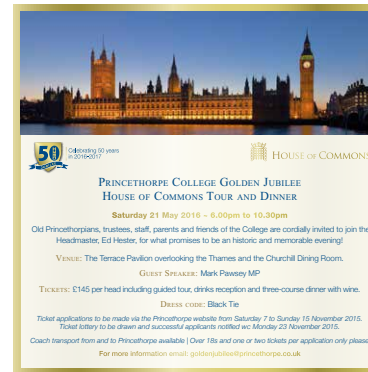 50
Celebrating 50 years
in 2016-2017
HOUSE OF COMMONS
PRINCETHORPE COLLEGE GOLDEN JUBILEE
HOUSE OF COMMONS TOUR AND DINNER
Saturday 21 May 2016 – 6.00pm to 10.30pm
Old Princethorpians, trustees, staff, parents and friends of the College are cordially invited to join the
Headmaster, Ed Hester, for what promises to be an historic and memorable evening!
VENUE: The Terrace Pavilion overlooking the Thames and the Churchill Dining Room.
GUEST SPEAKER: Mark Pawsey MP
TICKETS: £145 per head including guided tour, drinks reception and three-course dinner with wine.
DRESS CODE: Black Tie
Ticket applications to be made via the Princethorpe website from Saturday 7 to Sunday 15 November 2015.
Ticket lottery to be drawn and successful applicants notified wc Monday 23 November 2015.
Coach transport from and to Princethorpe available | Over 18s and one or two tickets per application only please
For more information email: goldenjubilee@princethorpe.co.uk